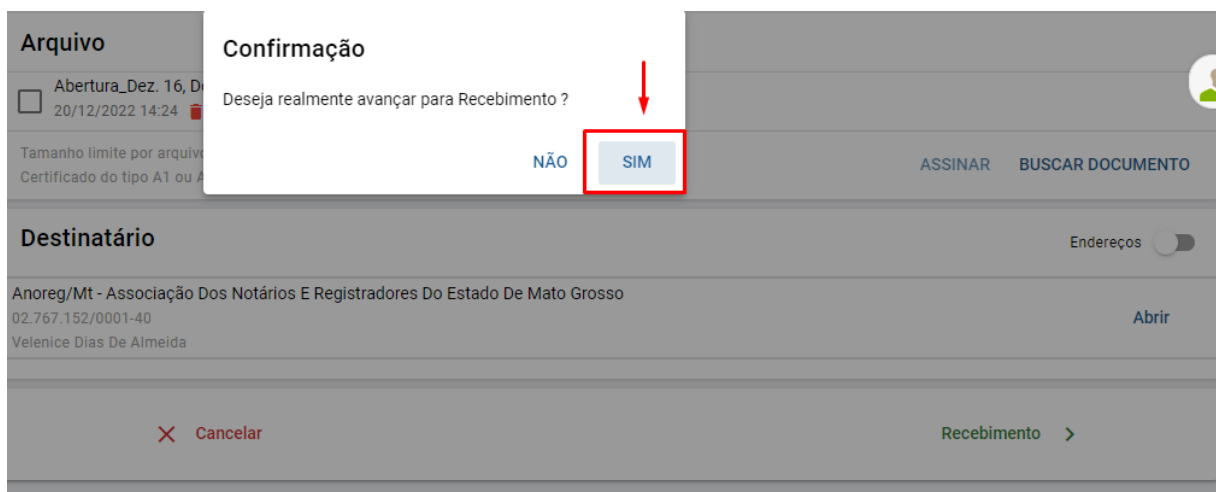 Arquivo
Confirmação
Abertura_Dez. 16,
20/12/2022 14:24
Deseja realmente avançar para Recebimento ?
Tamanho limite por
Certificado do tipo A1 ou
NÃO
SIM
ASSINAR
BUSCAR DOCUMENTO
Destinatário
Endereços
Anoreg/Mt - Associação Dos Notários E Registradores Do Estado De Mato Grosso
02.767.152/0001-40
Velenice Dias De Almeida
Abrir
Cancelar
Recebimento